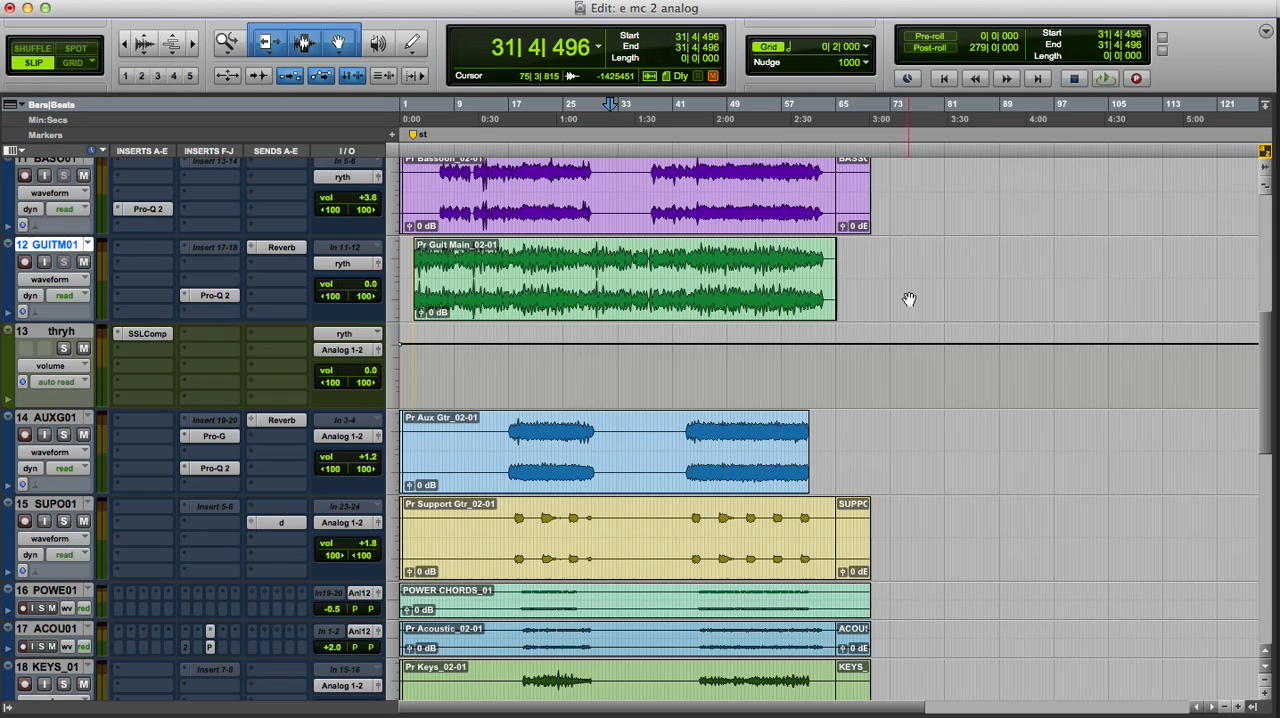 Edit: e mc 2 analog
SHUFFLE SPOT
SLIP GRID
1 2 3 4 5
31| 4| 496
Start 31| 4| 496
End 31| 4| 496
Length 0| 0| 000
Cursor 75| 3| 815 -1425451 Dly
Grid 0| 2| 000
Nudge 1000
Pre-roll 0| 0| 000
Post-roll 279| 0| 000
Start 31| 4| 496
End 31| 4| 496
Length 0| 0| 000
Bars|Beats 1 9 17 25 33 41 49 57 65 73 81 89 97 105 113 121
Min:Secs 0:00 0:30 1:00 1:30 2:00 2:30 3:00 3:30 4:00 4:30 5:00
Markers st
INSERTS A-E INSERTS F-J SENDS A-E I / O
11 BASO01 Insert 13-14 In 5-6 Pr Bassoon_02-01
I S M ryth
waveform
vol +3.6
dyn read Pro-Q 2 100 100
0 dB 0 dE
12 GUITM01 Insert 17-18 Reverb In 11-12 Pr Guit Main_02-01
I S M ryth
waveform
vol 0.0
dyn read Pro-Q 2 100 100
0 dB
13 thryh SSLComp ryth
S M Analog 1-2
volume
vol 0.0
auto read 100 100
14 AUXG01 Insert 19-20 Reverb In 3-4 Pr Aux Gtr_02-01
I S M Pro-G Analog 1-2
waveform
vol +1.2
dyn read Pro-Q 2 100 100
0 dB
15 SUPO01 Insert 5-6 In 23-24 Pr Support Gtr_02-01 SUPPO
I S M d Analog 1-2
waveform
vol +1.8
dyn read 100 100
0 dB 0 dE
16 POWE01 In19-20 Anl12 POWER CHORDS_01
I S M wv red -0.5 P P 0 dB
17 ACOU01 In 1-2 Anl12 Pr Acoustic_02-01 ACOU
I S M wv red 2 P +2.0 P P 0 dB 0 dE
18 KEYS_01 Insert 7-8 In 15-16 Pr Keys_02-01 KEYS_
I S M Analog 1-2